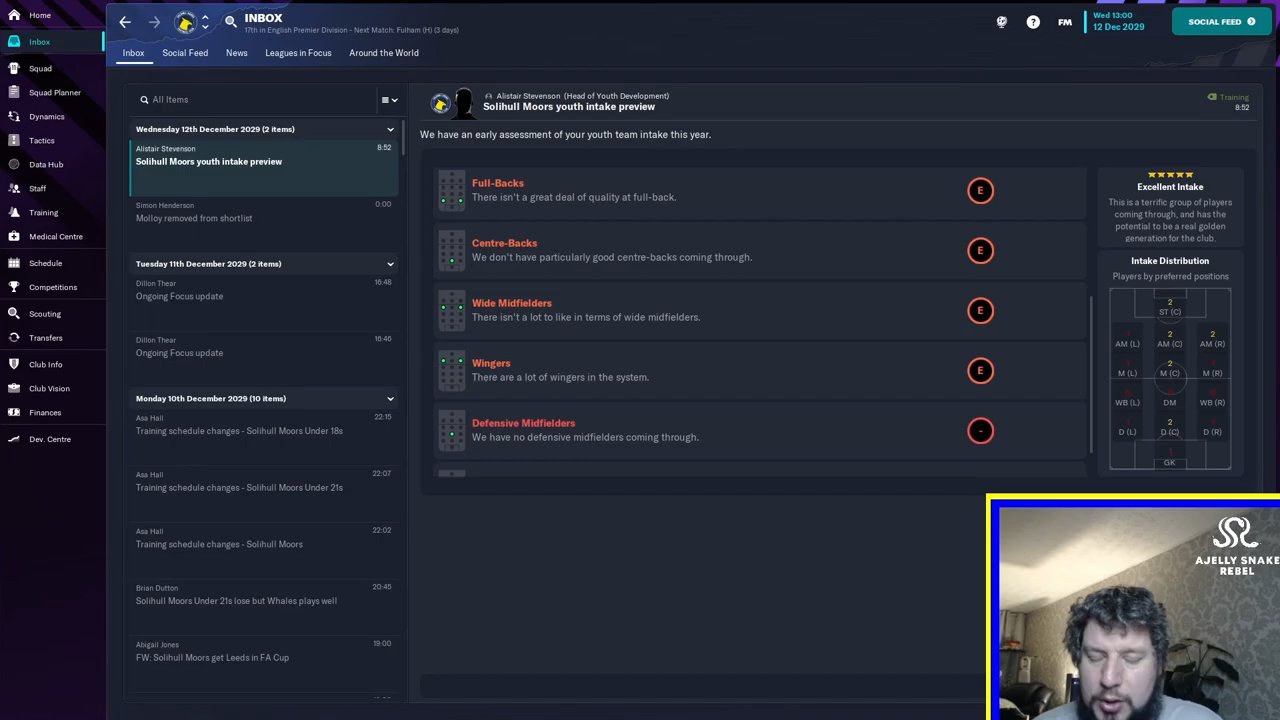 Home
Inbox
Squad
Squad Planner
Dynamics
Tactics
Data Hub
Staff
Training
Medical Centre
Schedule
Competitions
Scouting
Transfers
Club Info
Club Vision
Finances
Dev. Centre
INBOX
17th in English Premier Division - Next Match: Fulham (H) (3 days)
FM
Wed 13:00
12 Dec 2029
SOCIAL FEED
Inbox
Social Feed
News
Leagues in Focus
Around the World
All Items
Wednesday 12th December 2029 (2 items)
Alistair Stevenson 8:52
Solihull Moors youth intake preview
Simon Henderson 0:00
Molloy removed from shortlist
Tuesday 11th December 2029 (2 items)
Dillon Thear 16:48
Ongoing Focus update
Dillon Thear 16:46
Ongoing Focus update
Monday 10th December 2029 (10 items)
Asa Hall 22:15
Training schedule changes - Solihull Moors Under 18s
Asa Hall 22:07
Training schedule changes - Solihull Moors Under 21s
Asa Hall 22:02
Training schedule changes - Solihull Moors
Brian Dutton 20:45
Solihull Moors Under 21s lose but Whales plays well
Abigail Jones 19:00
FW: Solihull Moors get Leeds in FA Cup
Alistair Stevenson (Head of Youth Development)
Solihull Moors youth intake preview
Training
8:52
We have an early assessment of your youth team intake this year.
Full-Backs
There isn't a great deal of quality at full-back.
E
Centre-Backs
We don't have particularly good centre-backs coming through.
E
Wide Midfielders
There isn't a lot to like in terms of wide midfielders.
E
Wingers
There are a lot of wingers in the system.
E
Defensive Midfielders
We have no defensive midfielders coming through.
-
Excellent Intake
This is a terrific group of players
coming through, and has the
potential to be a real golden
generation for the club.
Intake Distribution
Players by preferred positions
2
ST (C)
2 2
AM (L) AM (C) AM (R)
2
M (L) M (C) M (R)
WB (L) DM WB (R)
2
D (L) D (C) D (R)
GK
AJELLY SNAKE
REBEL